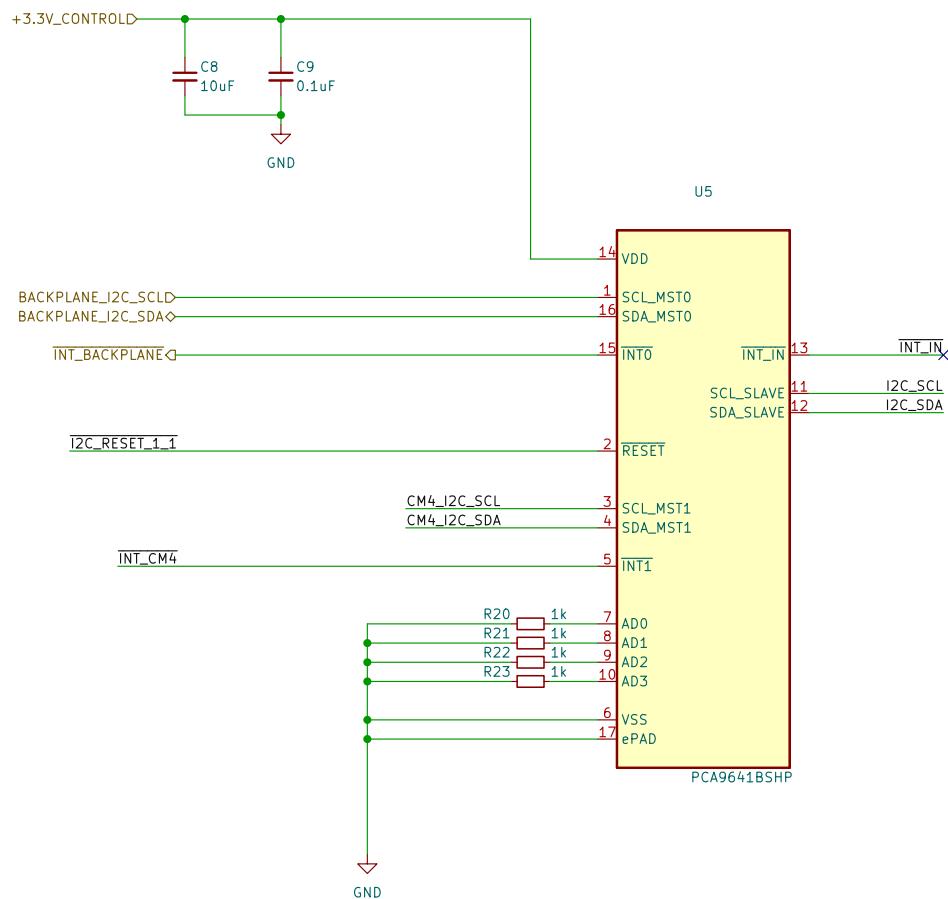 +3.3V_CONTROL
C8
10uF
C9
0.1uF
GND
U5
14 VDD
BACKPLANE_I2C_SCL 1 SCL_MST0
BACKPLANE_I2C_SDA 16 SDA_MST0
INT_BACKPLANE 15 INT0 INT_IN 13 INT_IN
SCL_SLAVE 11 I2C_SCL
SDA_SLAVE 12 I2C_SDA
I2C_RESET_1_1 2 RESET
CM4_I2C_SCL 3 SCL_MST1
CM4_I2C_SDA 4 SDA_MST1
INT_CM4 5 INT1
R20 1k 7 AD0
R21 1k 8 AD1
R22 1k 9 AD2
R23 1k 10 AD3
6 VSS
17 ePAD
PCA9641BSHP
GND